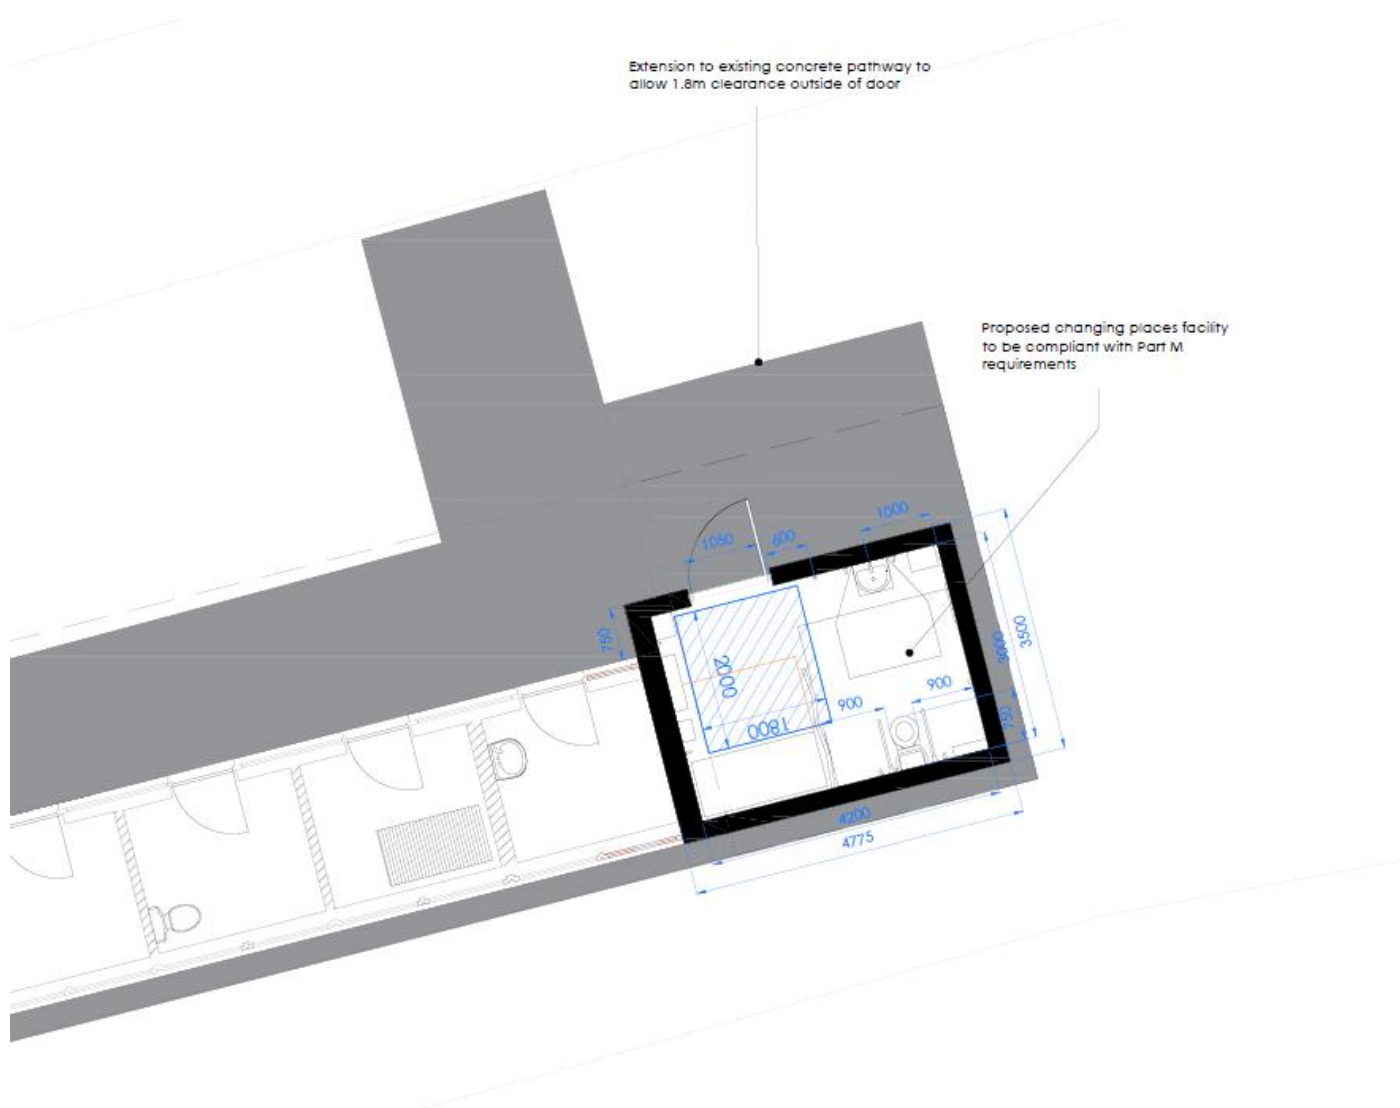 Extension to existing concrete pathway to
allow 1.8m clearance outside of door
Proposed changing places facility
to be compliant with Part M
requirements
1000
1050
600
750
2000
1800
900
900
750
3000
3500
4200
4775